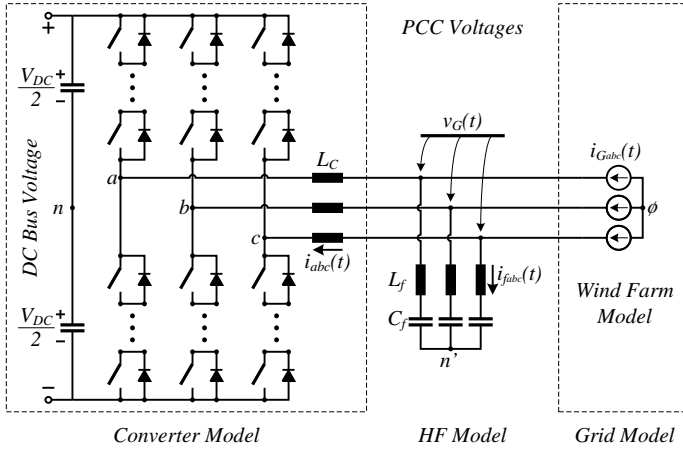 +
PCC Voltages
V_DC/2
+
−
v_G(t)
i_Gabc(t)
L_C
a
DC Bus Voltage
n
b
ϕ
c
i_abc(t)
L_f
i_fabc(t)
Wind Farm
Model
V_DC/2
+
−
C_f
n'
−
Converter Model
HF Model
Grid Model